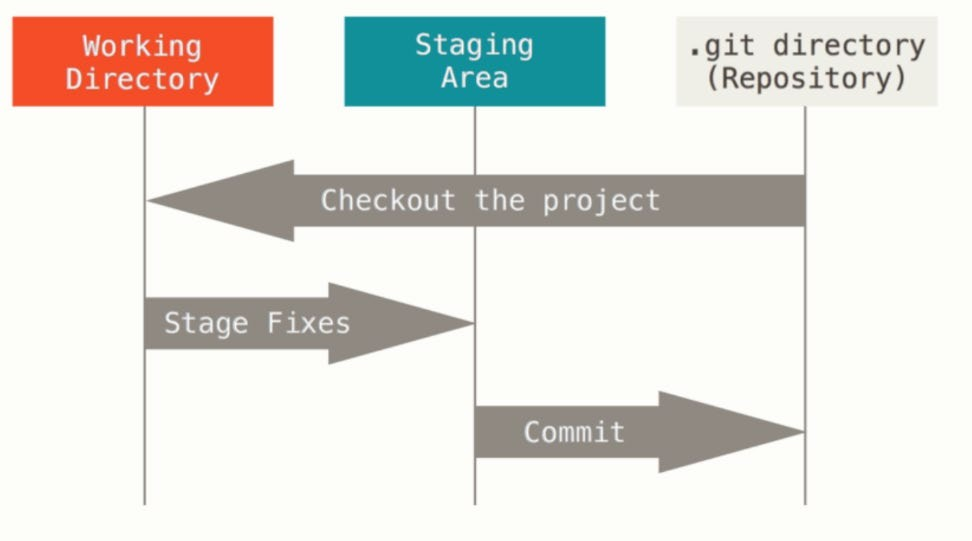 Working
Directory
Staging
Area
.git directory
(Repository)
Checkout the project
Stage Fixes
Commit